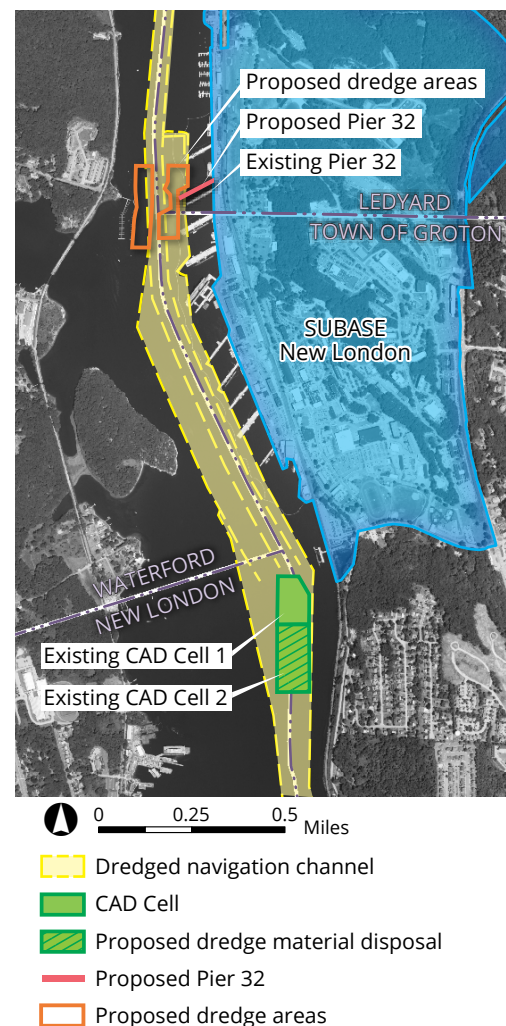 Proposed dredge areas
Proposed Pier 32
Existing Pier 32
LEDYARD
TOWN OF GROTON
SUBASE
New London
WATERFORD
NEW LONDON
Existing CAD Cell 1
Existing CAD Cell 2
0 0.25 0.5
Miles
Dredged navigation channel
CAD Cell
Proposed dredge material disposal
Proposed Pier 32
Proposed dredge areas